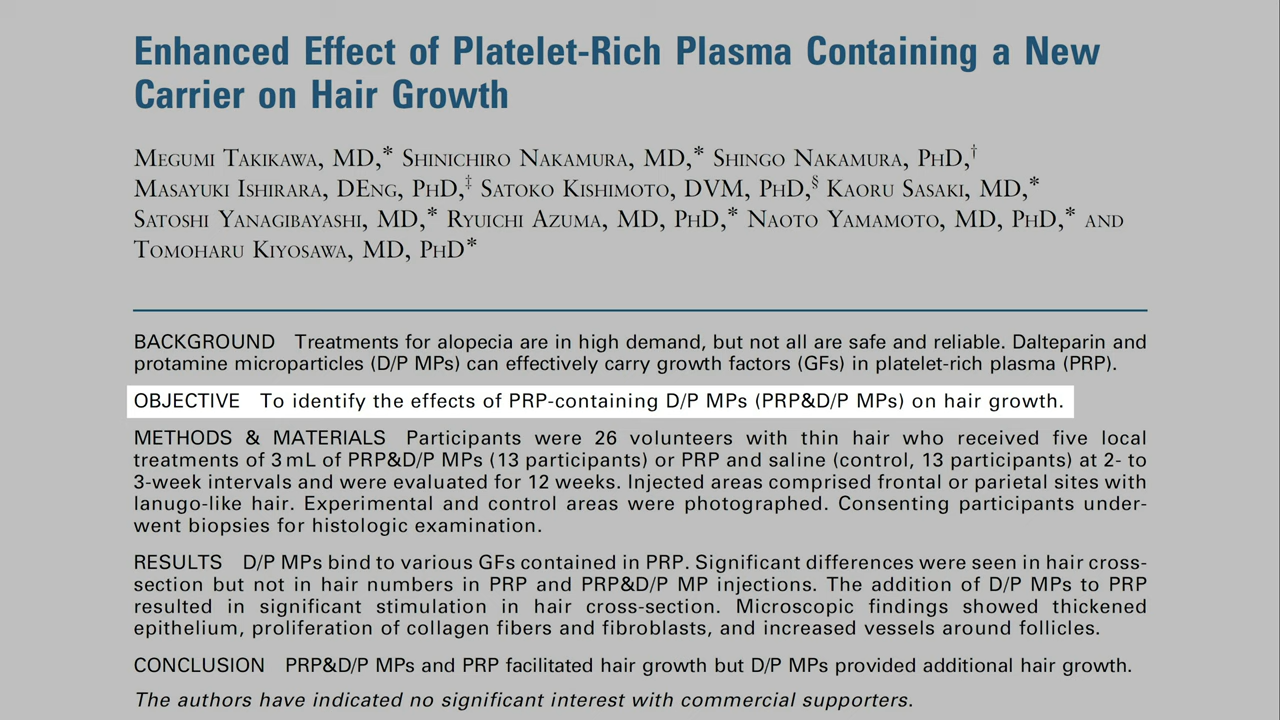 Enhanced Effect of Platelet-Rich Plasma Containing a New
Carrier on Hair Growth
Megumi Takikawa, MD,* Shinichiro Nakamura, MD,* Shingo Nakamura, PhD,†
Masayuki Ishirara, DEng, PhD,‡ Satoko Kishimoto, DVM, PhD,§ Kaoru Sasaki, MD,*
Satoshi Yanagibayashi, MD,* Ryuichi Azuma, MD, PhD,* Naoto Yamamoto, MD, PhD,* and
Tomoharu Kiyosawa, MD, PhD*
BACKGROUND Treatments for alopecia are in high demand, but not all are safe and reliable. Dalteparin and
protamine microparticles (D/P MPs) can effectively carry growth factors (GFs) in platelet-rich plasma (PRP).
OBJECTIVE To identify the effects of PRP-containing D/P MPs (PRP&D/P MPs) on hair growth.
METHODS & MATERIALS Participants were 26 volunteers with thin hair who received five local
treatments of 3 mL of PRP&D/P MPs (13 participants) or PRP and saline (control, 13 participants) at 2- to
3-week intervals and were evaluated for 12 weeks. Injected areas comprised frontal or parietal sites with
lanugo-like hair. Experimental and control areas were photographed. Consenting participants under-
went biopsies for histologic examination.
RESULTS D/P MPs bind to various GFs contained in PRP. Significant differences were seen in hair cross-
section but not in hair numbers in PRP and PRP&D/P MP injections. The addition of D/P MPs to PRP
resulted in significant stimulation in hair cross-section. Microscopic findings showed thickened
epithelium, proliferation of collagen fibers and fibroblasts, and increased vessels around follicles.
CONCLUSION PRP&D/P MPs and PRP facilitated hair growth but D/P MPs provided additional hair growth.
The authors have indicated no significant interest with commercial supporters.